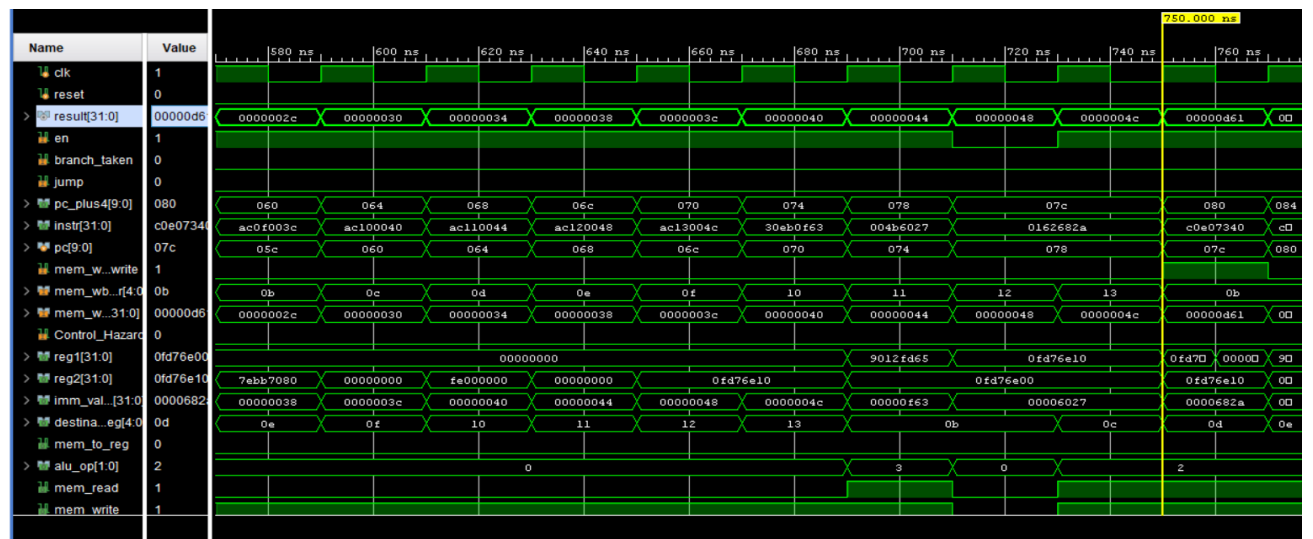 750.000 ns
Name Value 580 ns 600 ns 620 ns 640 ns 660 ns 680 ns 700 ns 720 ns 740 ns 760 ns
clk 1
reset 0
result[31:0] 00000d6 0000002c 00000030 00000034 00000038 0000003c 00000040 00000044 00000048 0000004c 00000d61 0
en 1
branch_taken 0
jump 0
pc_plus4[9:0] 080 060 064 068 06c 070 074 078 07c 080 084
instr[31:0] c0e07340 ac0f003c ac100040 ac110044 ac120048 ac13004c 30eb0f63 004b6027 0162682a c0e07340 c
pc[9:0] 07c 05c 060 064 068 06c 070 074 078 07c 080
mem_w...write 1
mem_wb...r[4:0 0b 0b 0c 0d 0e 0f 10 11 12 13 0b
mem_w...31:0] 00000d6 0000002c 00000030 00000034 00000038 0000003c 00000040 00000044 00000048 0000004c 00000d61 0
Control_Hazard 0
reg1[31:0] 0fd76e00 00000000 9012fd65 0fd76e10 0fd7 0000 9
reg2[31:0] 0fd76e10 7ebb7080 00000000 fe000000 00000000 0fd76e10 0fd76e00 0fd76e10 0
imm_val...[31:0 0000682 00000038 0000003c 00000040 00000044 00000048 0000004c 00000f63 00006027 0000682a 0
destina...eg[4:0 0d 0e 0f 10 11 12 13 0b 0c 0d 0e
mem_to_reg 0
alu_op[1:0] 2 0 3 0 2
mem_read 1
mem_write 1